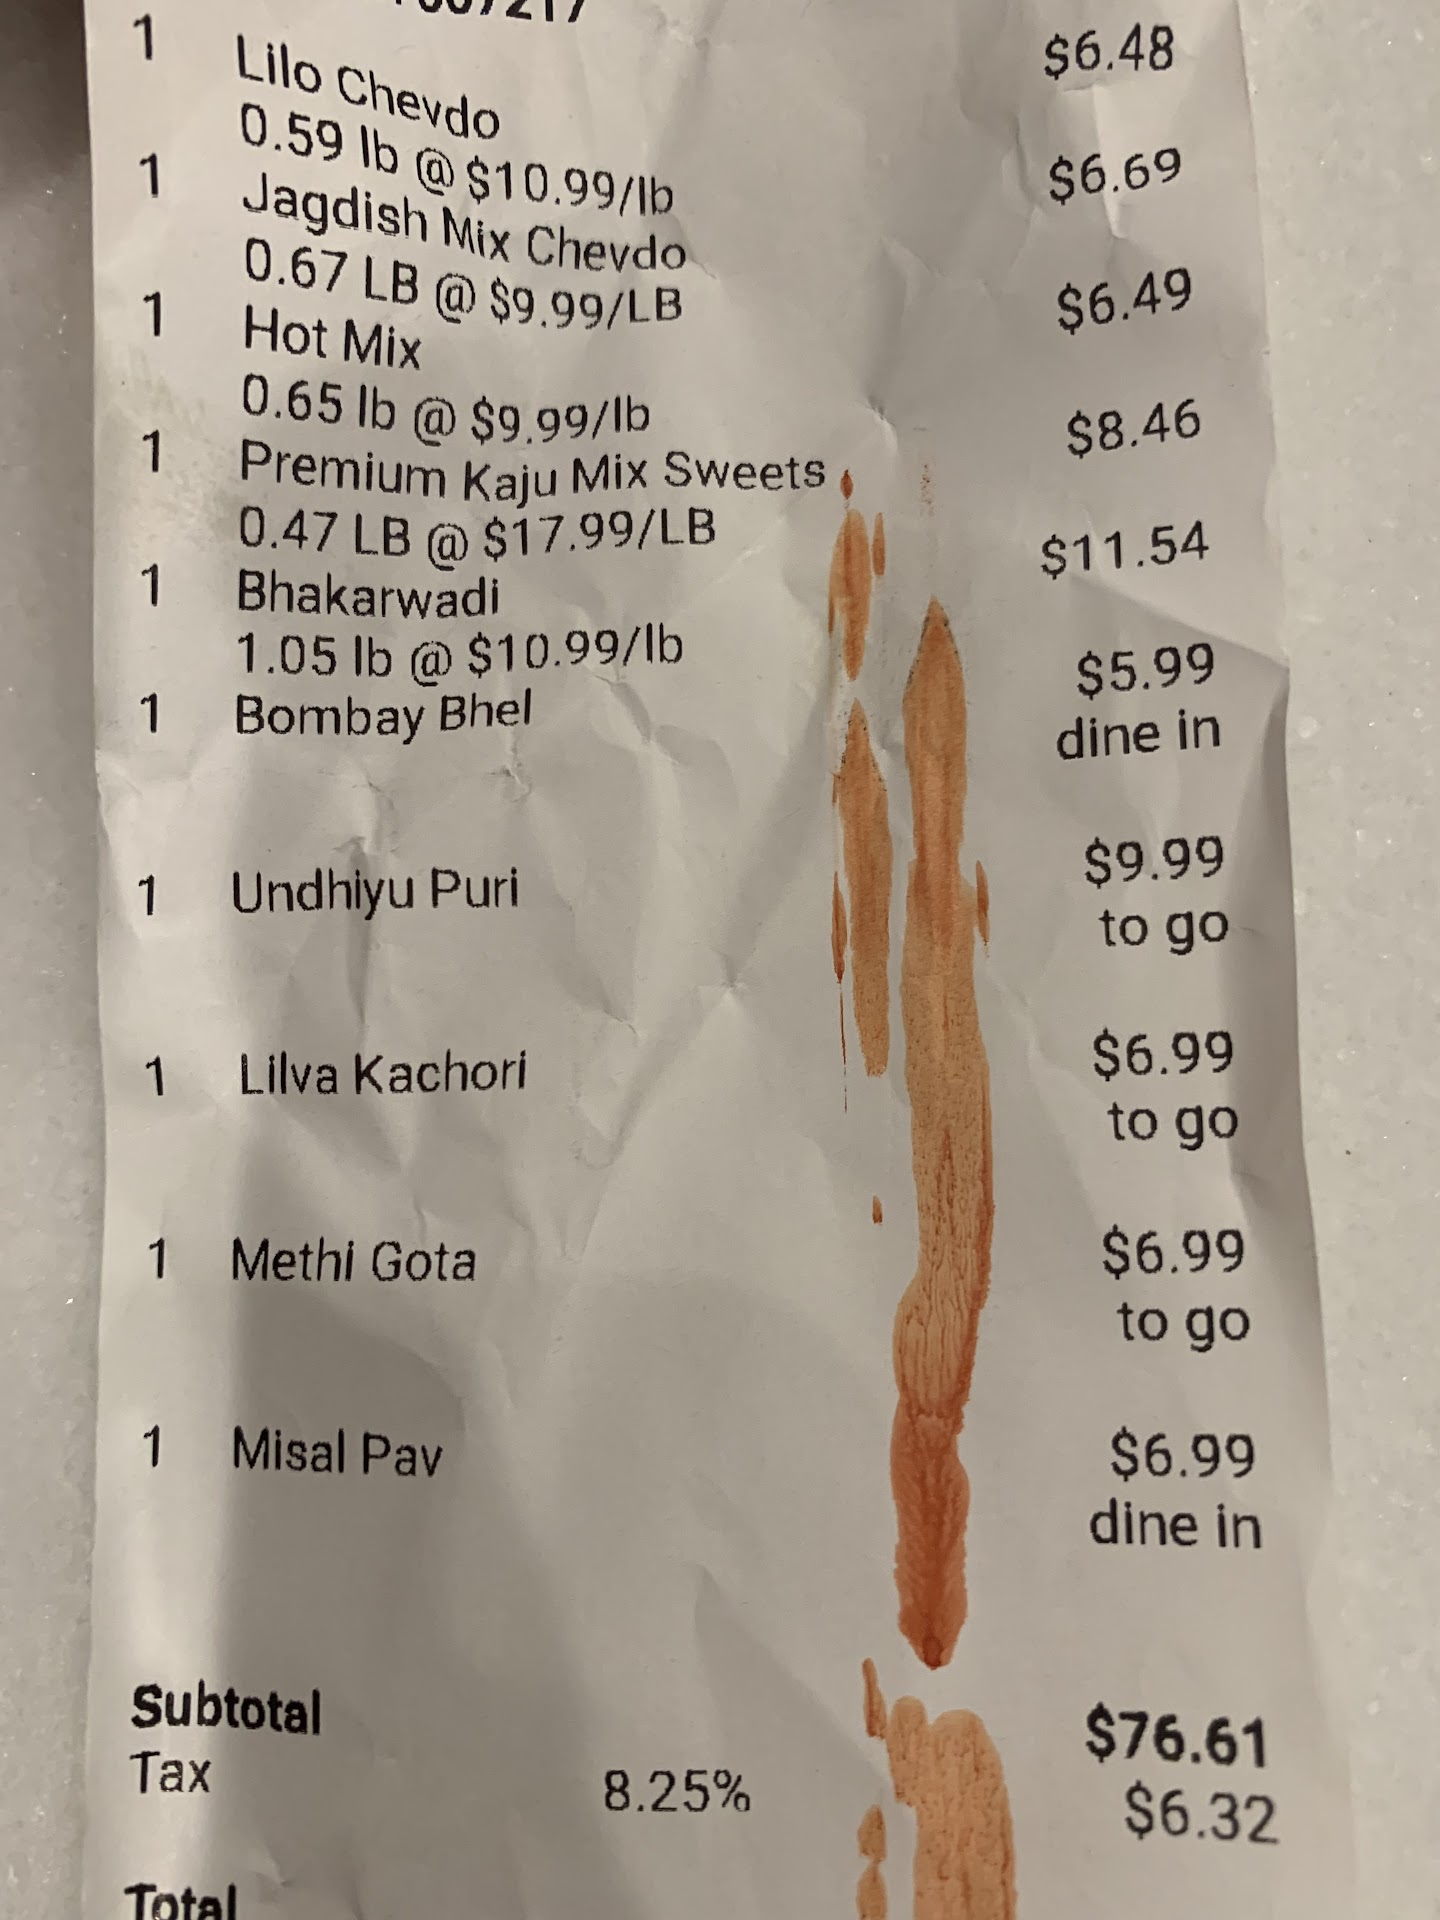 1 Lilo Chevdo $6.48
0.59 lb @ $10.99/lb
1 Jagdish Mix Chevdo $6.69
0.67 LB @ $9.99/LB
1 Hot Mix $6.49
0.65 lb @ $9.99/lb
1 Premium Kaju Mix Sweets $8.46
0.47 LB @ $17.99/LB
1 Bhakarwadi $11.54
1.05 lb @ $10.99/lb
1 Bombay Bhel $5.99
dine in
1 Undhiyu Puri $9.99
to go
1 Lilva Kachori $6.99
to go
1 Methi Gota $6.99
to go
1 Misal Pav $6.99
dine in
Subtotal $76.61
Tax 8.25% $6.32
Total